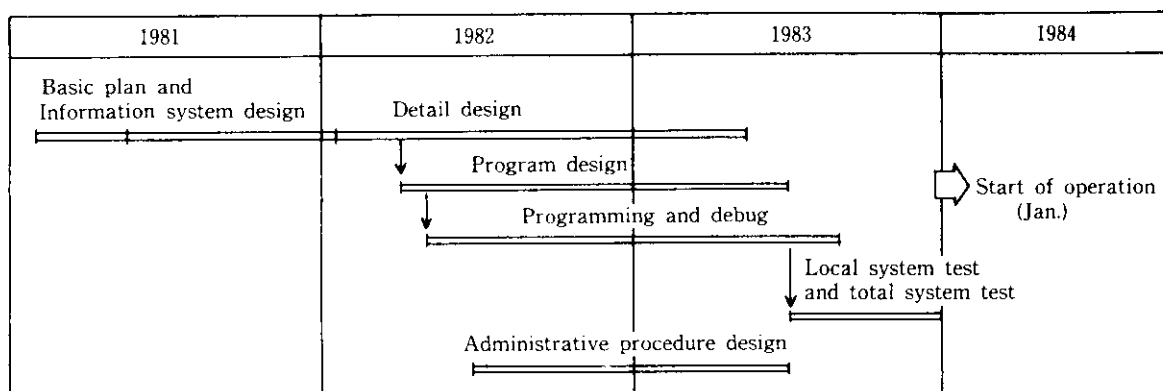 1981
1982
1983
1984
Basic plan and
Information system design
Detail design
Program design
Start of operation
(Jan.)
Programming and debug
Local system test
and total system test
Administrative procedure design